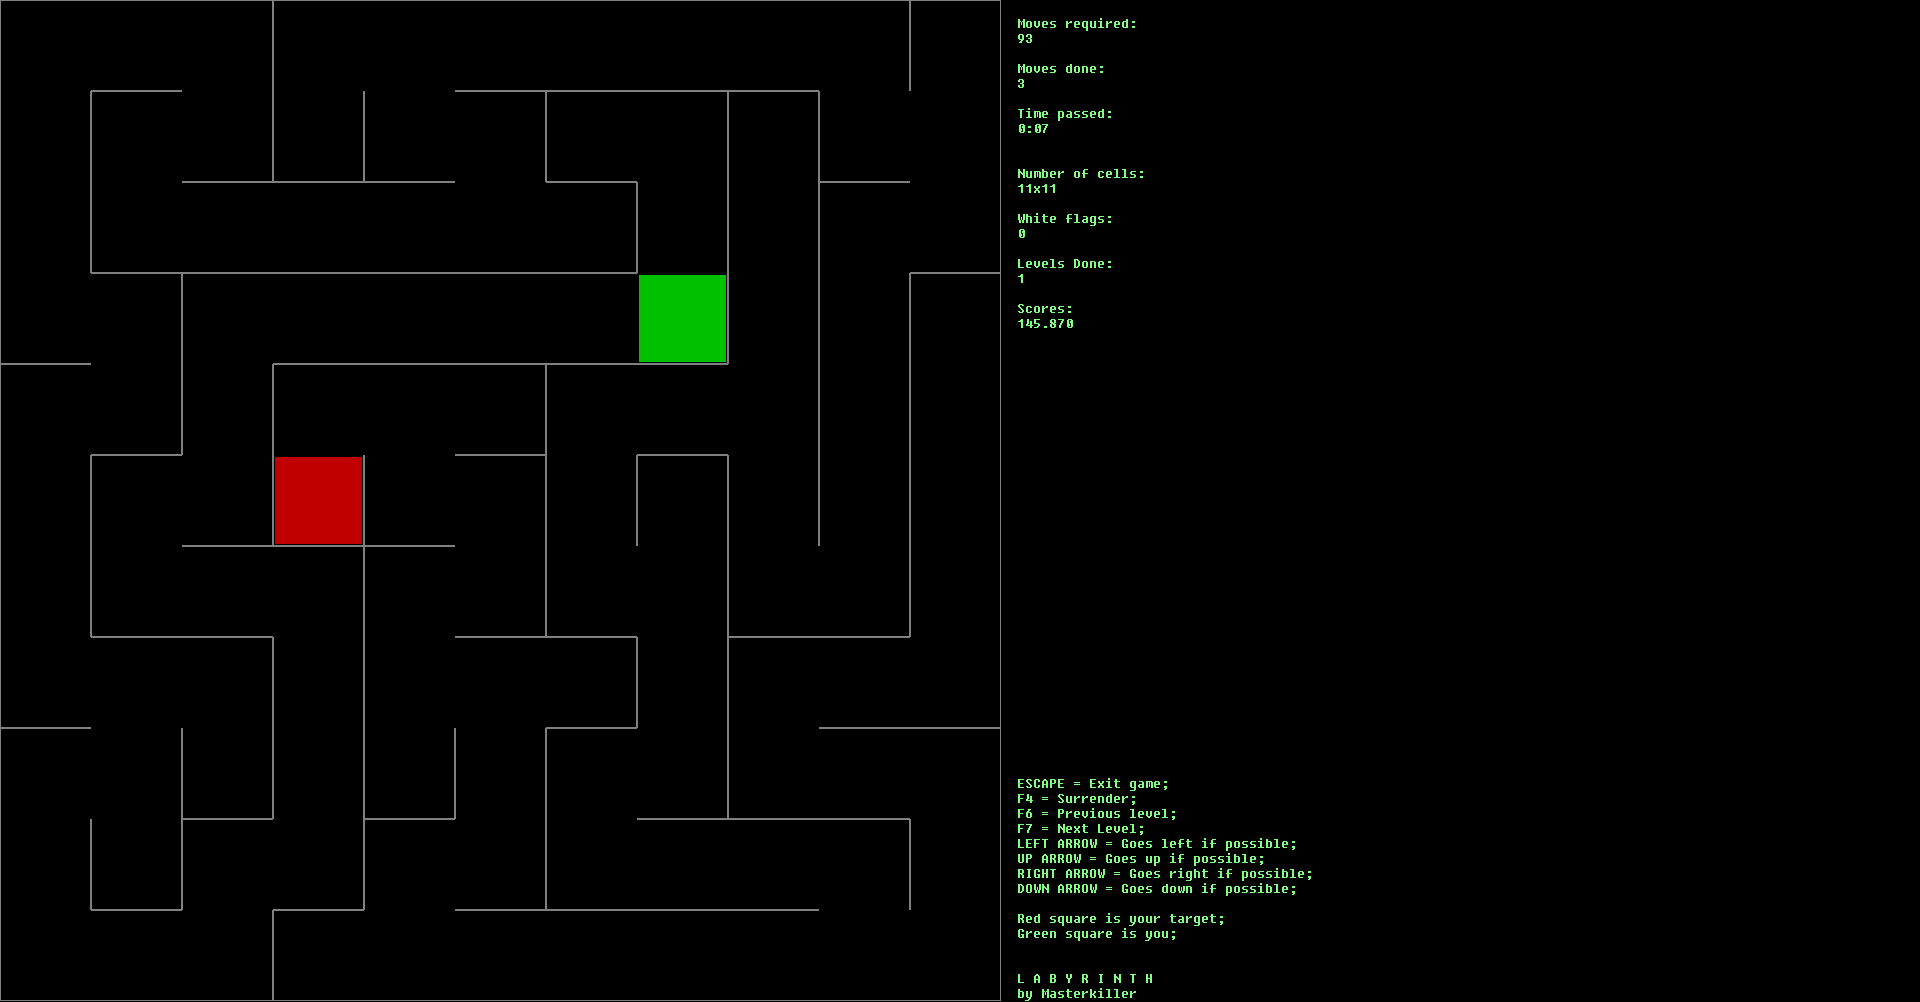 Moves required:
93
Moves done:
3
Time passed:
0:07
Number of cells:
11x11
White flags:
0
Levels Done:
1
Scores:
145.870
ESCAPE = Exit game;
F4 = Surrender;
F6 = Previous level;
F7 = Next Level;
LEFT ARROW = Goes left if possible;
UP ARROW = Goes up if possible;
RIGHT ARROW = Goes right if possible;
DOWN ARROW = Goes down if possible;
Red square is your target;
Green square is you;
L A B Y R I N T H
by Masterkiller